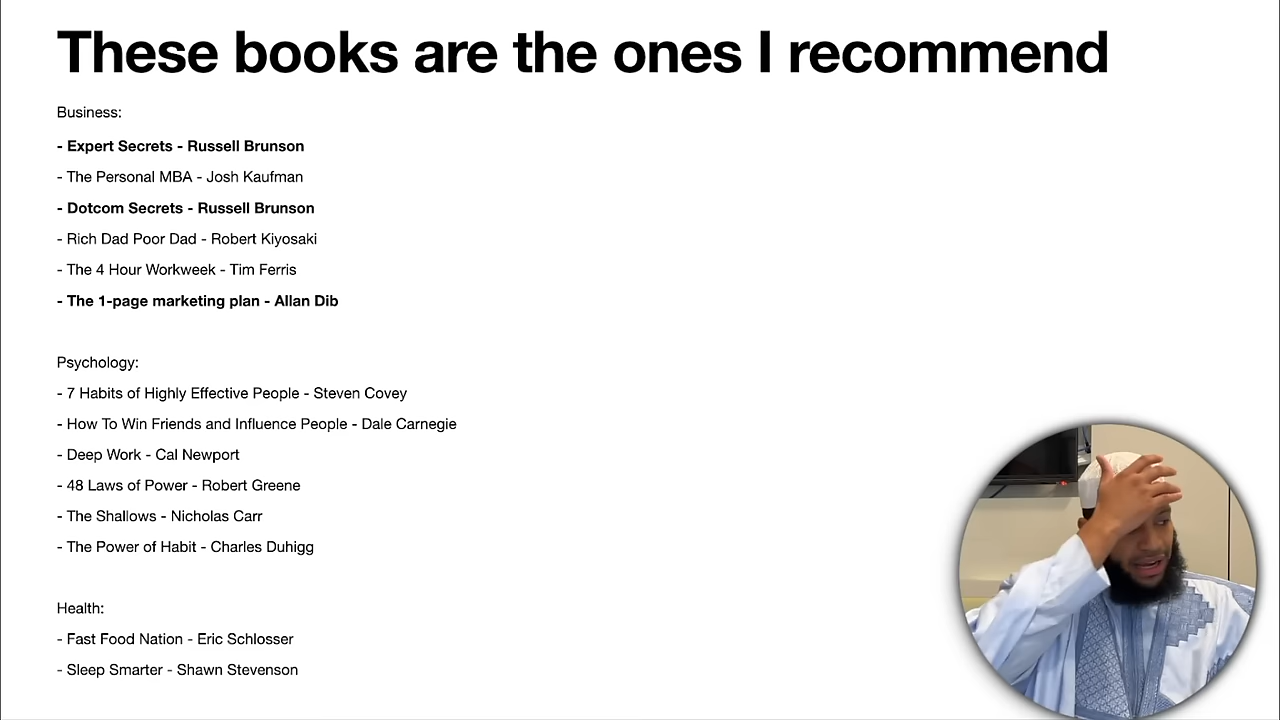 These books are the ones I recommend
Business:
- Expert Secrets - Russell Brunson
- The Personal MBA - Josh Kaufman
- Dotcom Secrets - Russell Brunson
- Rich Dad Poor Dad - Robert Kiyosaki
- The 4 Hour Workweek - Tim Ferris
- The 1-page marketing plan - Allan Dib
Psychology:
- 7 Habits of Highly Effective People - Steven Covey
- How To Win Friends and Influence People - Dale Carnegie
- Deep Work - Cal Newport
- 48 Laws of Power - Robert Greene
- The Shallows - Nicholas Carr
- The Power of Habit - Charles Duhigg
Health:
- Fast Food Nation - Eric Schlosser
- Sleep Smarter - Shawn Stevenson